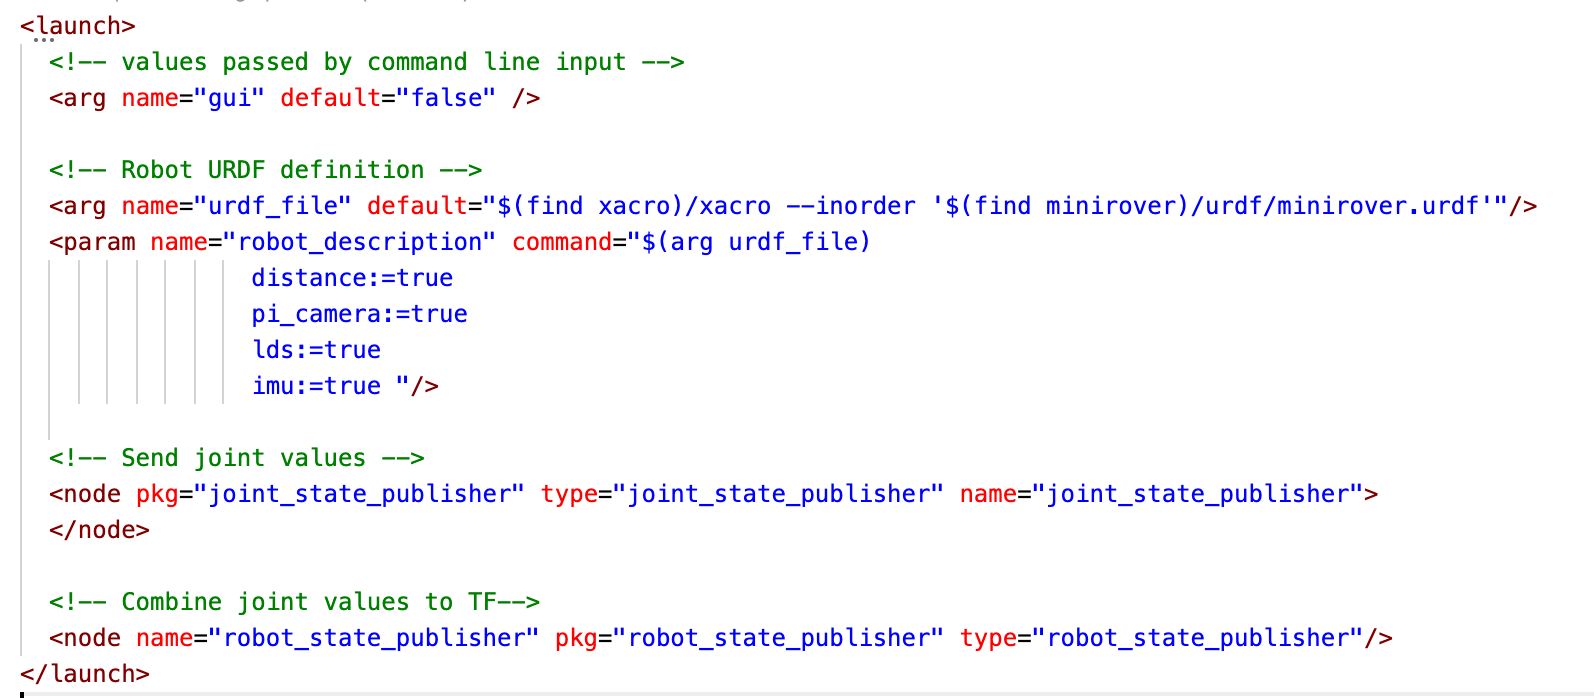 <launch>
<!-- values passed by command line input -->
<arg name="gui" default="false" />
<!-- Robot URDF definition -->
<arg name="urdf_file" default="$(find xacro)/xacro --inorder '$(find minirover)/urdf/minirover.urdf'"/>
<param name="robot_description" command="$(arg urdf_file)
distance:=true
pi_camera:=true
lds:=true
imu:=true "/>
<!-- Send joint values -->
<node pkg="joint_state_publisher" type="joint_state_publisher" name="joint_state_publisher">
</node>
<!-- Combine joint values to TF-->
<node name="robot_state_publisher" pkg="robot_state_publisher" type="robot_state_publisher"/>
</launch>